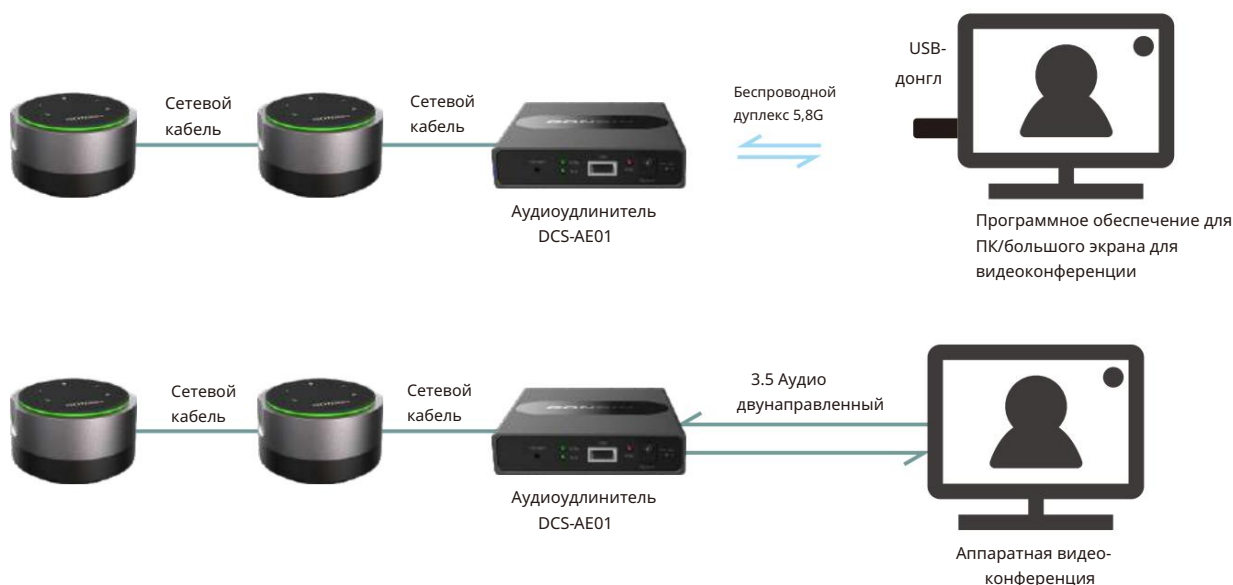 USB-
донгл
Сетевой
кабель
Сетевой
кабель
Беспроводной
дуплекс 5,8G
Аудиоудлинитель
DCS-AE01
Программное обеспечение для
ПК/большого экрана для
видеоконференции
Сетевой
кабель
Сетевой
кабель
3.5 Аудио
двунаправленный
Аудиоудлинитель
DCS-AE01
Аппаратная видео-
конференция